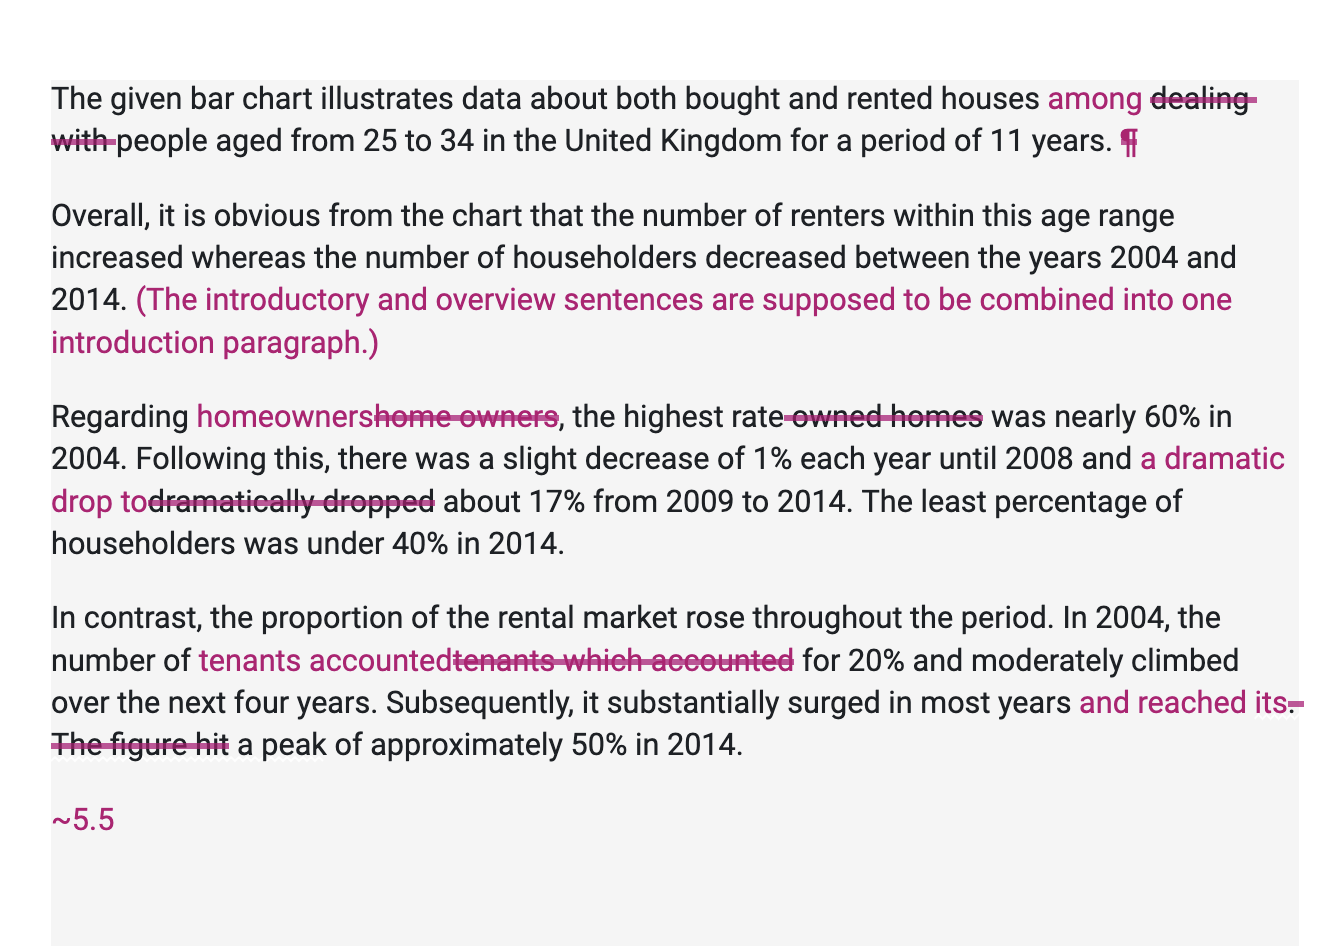 The given bar chart illustrates data about both bought and rented houses among dealing
with people aged from 25 to 34 in the United Kingdom for a period of 11 years. ¶
Overall, it is obvious from the chart that the number of renters within this age range
increased whereas the number of householders decreased between the years 2004 and
2014. (The introductory and overview sentences are supposed to be combined into one
introduction paragraph.)
Regarding homeownershome owners, the highest rate owned homes was nearly 60% in
2004. Following this, there was a slight decrease of 1% each year until 2008 and a dramatic
drop todramatically dropped about 17% from 2009 to 2014. The least percentage of
householders was under 40% in 2014.
In contrast, the proportion of the rental market rose throughout the period. In 2004, the
number of tenants accountedtenants which accounted for 20% and moderately climbed
over the next four years. Subsequently, it substantially surged in most years and reached its.
The figure hit a peak of approximately 50% in 2014.
~5.5